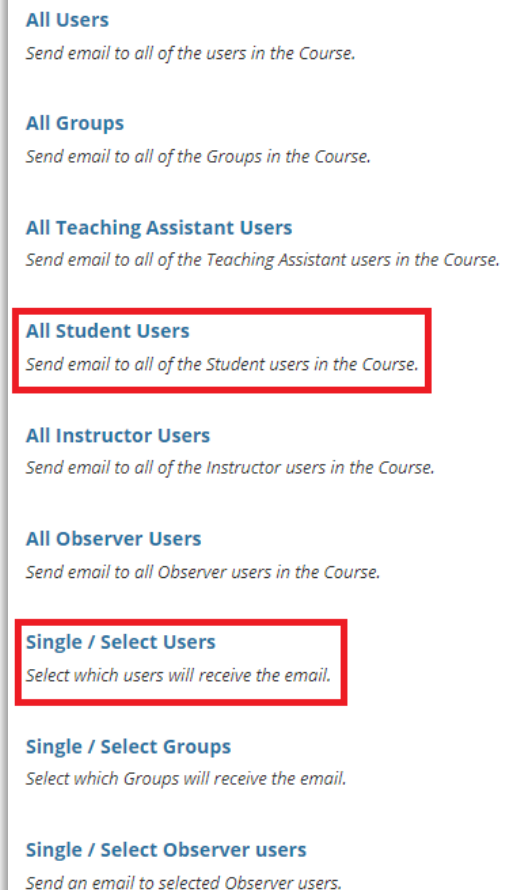 All Users
Send email to all of the users in the Course.
All Groups
Send email to all of the Groups in the Course.
All Teaching Assistant Users
Send email to all of the Teaching Assistant users in the Course.
All Student Users
Send email to all of the Student users in the Course.
All Instructor Users
Send email to all of the Instructor users in the Course.
All Observer Users
Send email to all Observer users in the Course.
Single / Select Users
Select which users will receive the email.
Single / Select Groups
Select which Groups will receive the email.
Single / Select Observer users
Send an email to selected Observer users.